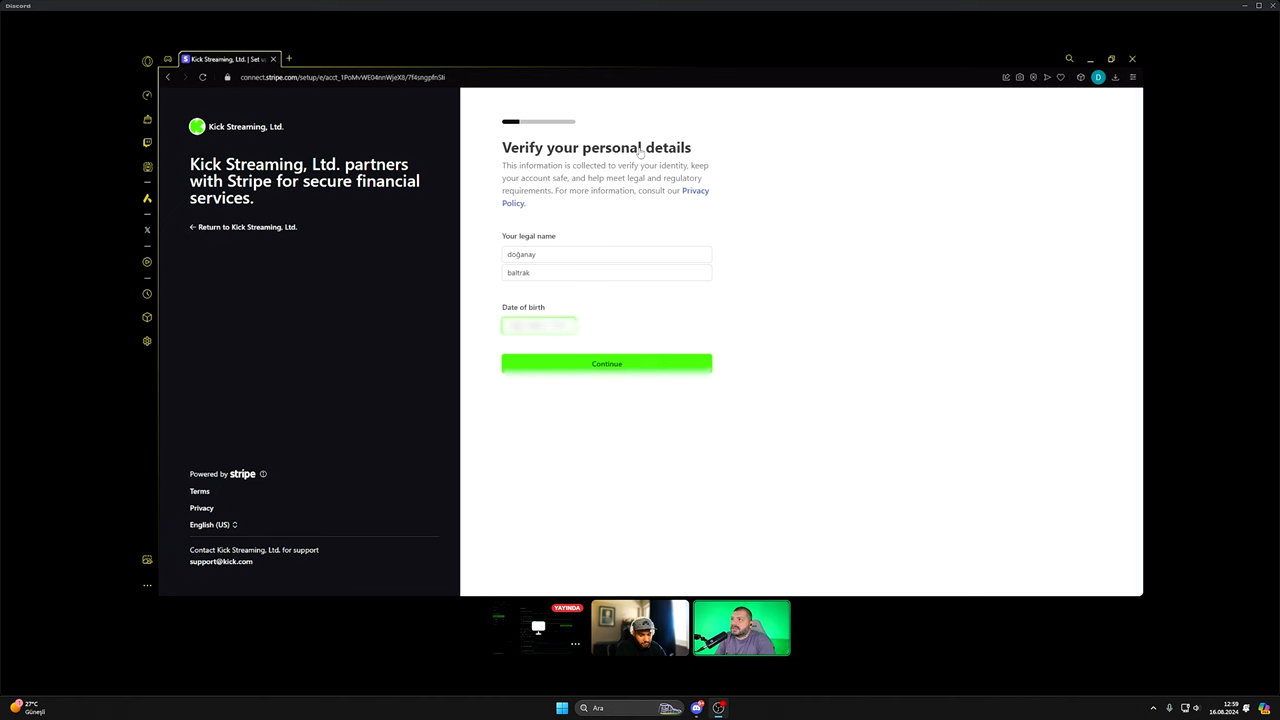 Discord
Kick Streaming, Ltd. | Set u
connect.stripe.com/setup/e/acct_1PoMvWE04nnWjeX8/7f4sngpfnSli
D
Kick Streaming, Ltd.
Kick Streaming, Ltd. partners
with Stripe for secure financial
services.
← Return to Kick Streaming, Ltd.
Powered by stripe
Terms
Privacy
English (US)
Contact Kick Streaming, Ltd. for support
support@kick.com
Verify your personal details
This information is collected to verify your identity, keep
your account safe, and help meet legal and regulatory
requirements. For more information, consult our Privacy
Policy.
Your legal name
doğanay
baltrak
Date of birth
Continue
YAYINDA
27°C
Güneşli
Ara
12:59
16.08.2024